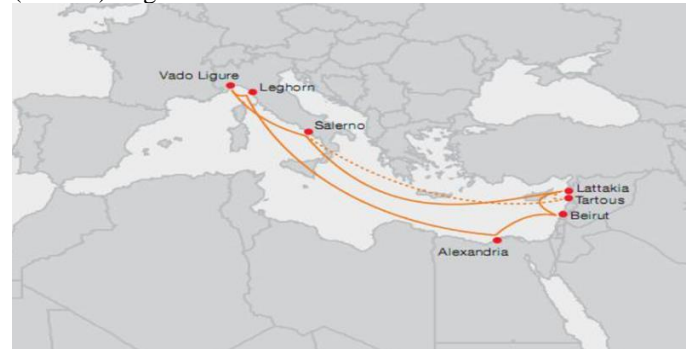 Vado Ligure
Leghorn
Salerno
Lattakia
Tartous
Beirut
Alexandria